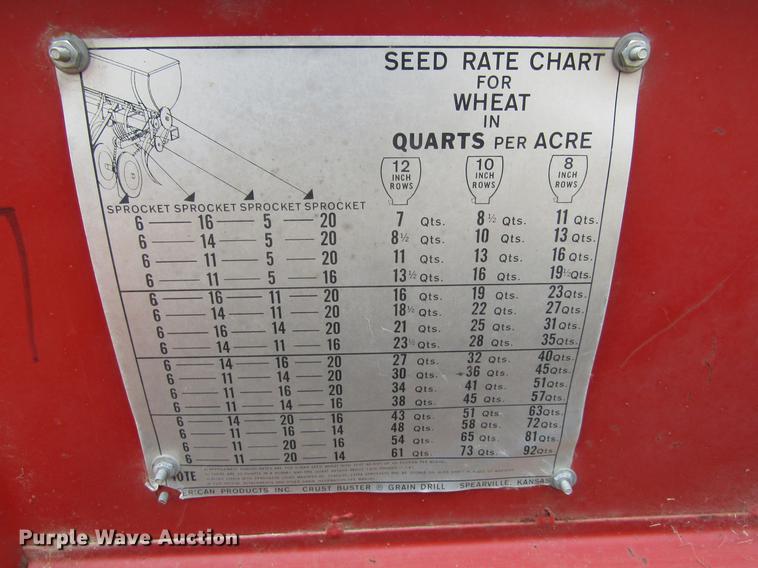 SEED RATE CHART
FOR
WHEAT
IN
QUARTS PER ACRE
12 INCH ROWS 10 INCH ROWS 8 INCH ROWS
SPROCKET SPROCKET SPROCKET SPROCKET
6 — 16 — 5 — 20 7 Qts. 8½ Qts. 11 Qts.
6 — 14 — 5 — 20 8½ Qts. 10 Qts. 13 Qts.
6 — 11 — 5 — 20 11 Qts. 13 Qts. 16 Qts.
6 — 11 — 5 — 16 13½ Qts. 16 Qts. 19½ Qts.
6 — 16 — 11 — 20 16 Qts. 19 Qts. 23 Qts.
6 — 14 — 11 — 20 18½ Qts. 22 Qts. 27 Qts.
6 — 16 — 14 — 20 21 Qts. 25 Qts. 31 Qts.
6 — 14 — 11 — 16 23½ Qts. 28 Qts. 35 Qts.
6 — 14 — 16 — 20 27 Qts. 32 Qts. 40 Qts.
6 — 11 — 14 — 20 30 Qts. 36 Qts. 45 Qts.
6 — 11 — 16 — 20 34 Qts. 41 Qts. 51 Qts.
6 — 11 — 14 — 16 38 Qts. 45 Qts. 57 Qts.
6 — 14 — 20 — 16 43 Qts. 51 Qts. 63 Qts.
6 — 11 — 16 — 14 48 Qts. 58 Qts. 72 Qts.
6 — 11 — 20 — 16 54 Qts. 65 Qts. 81 Qts.
6 — 11 — 20 — 14 61 Qts. 73 Qts. 92 Qts.
NOTE
ERICAN PRODUCTS INC. CRUST BUSTER ® GRAIN DRILL SPEARVILLE, KANSAS
Purple Wave Auction